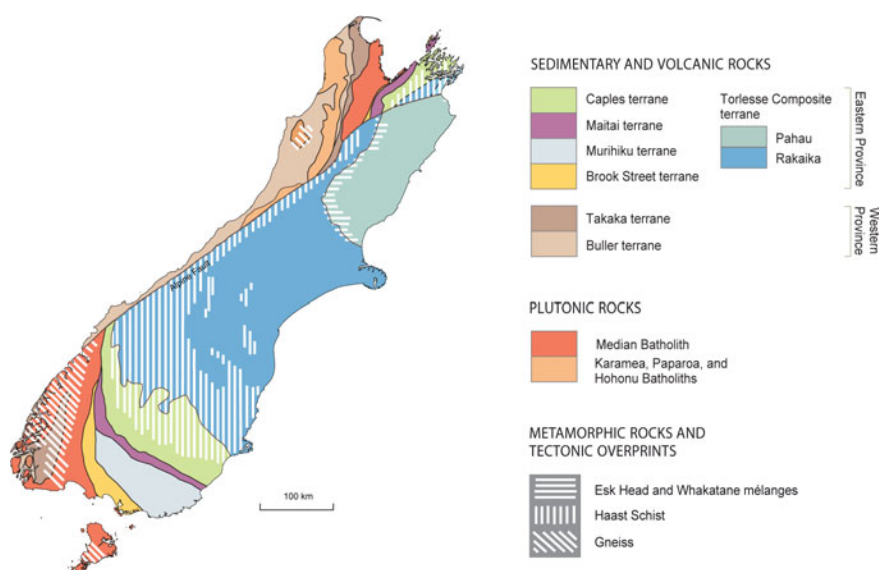 Alpine Fault
100 km
SEDIMENTARY AND VOLCANIC ROCKS
Caples terrane
Maitai terrane
Murihiku terrane
Brook Street terrane
Torlesse Composite
terrane
Pahau
Rakaika
Eastern Province
Takaka terrane
Buller terrane
Western
Province
PLUTONIC ROCKS
Median Batholith
Karamea, Paparoa, and
Hohonu Batholiths
METAMORPHIC ROCKS AND
TECTONIC OVERPRINTS
Esk Head and Whakatane mélanges
Haast Schist
Gneiss